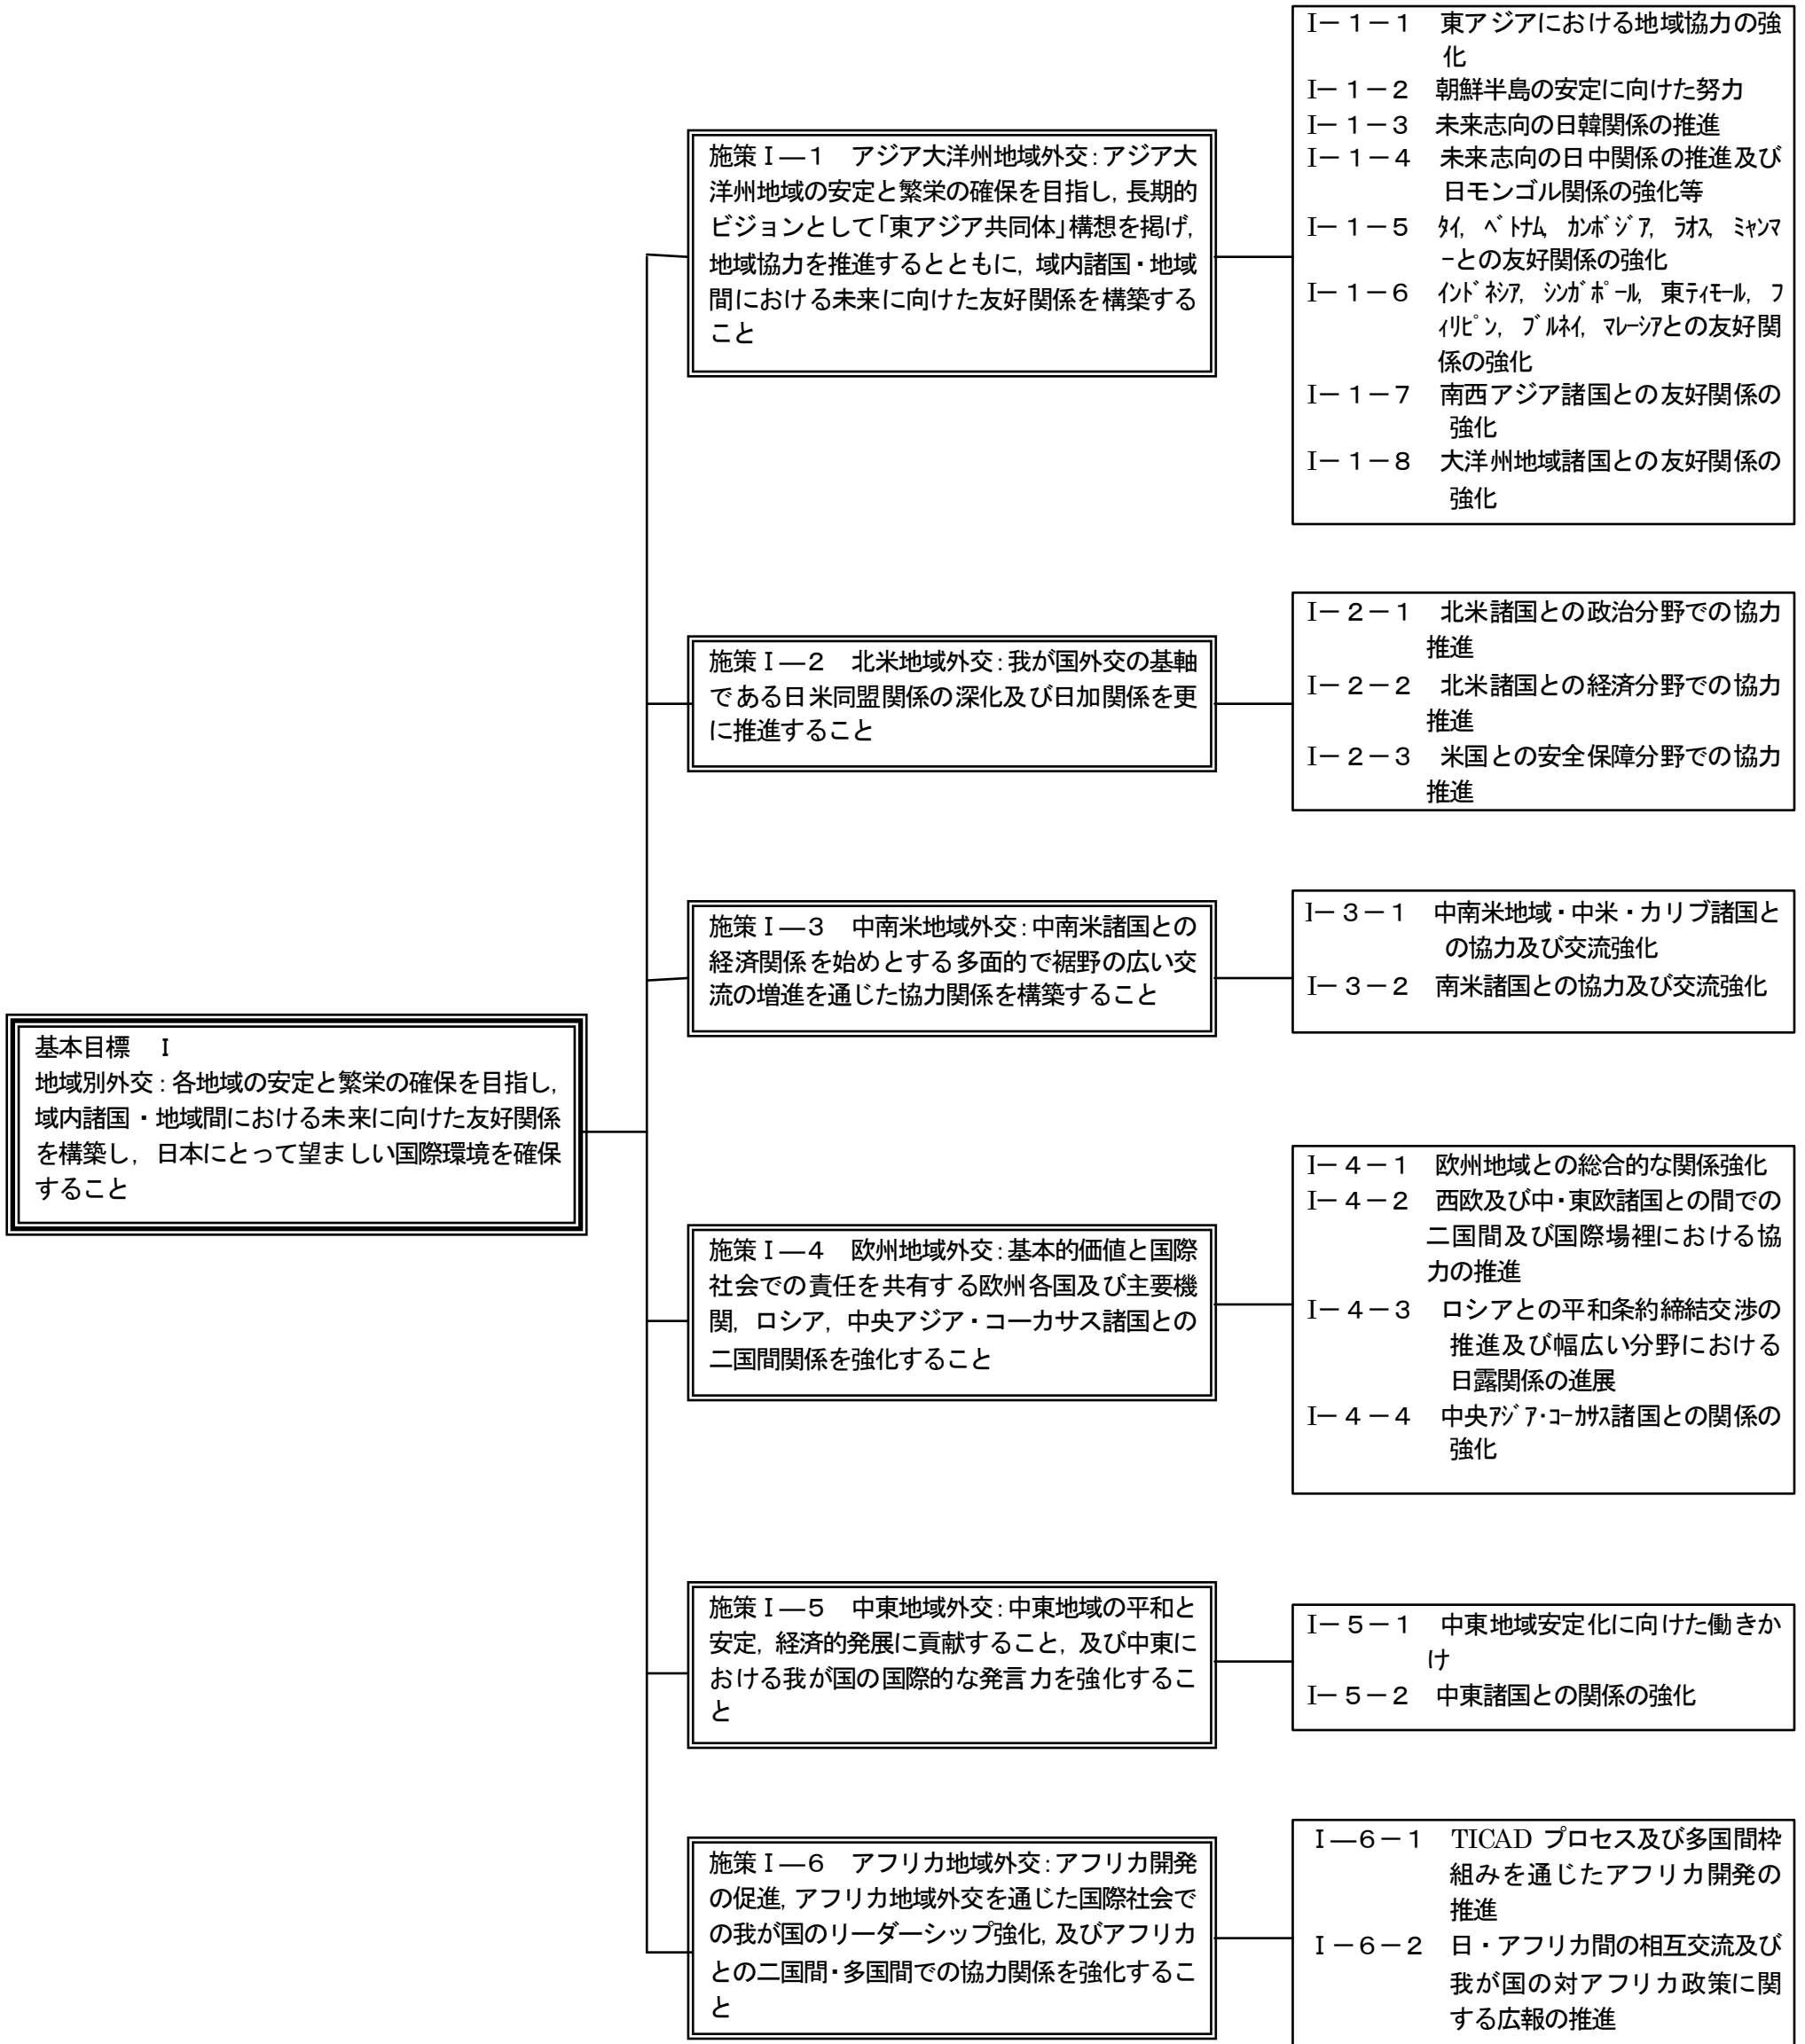 基本目標　Ⅰ
地域別外交：各地域の安定と繁栄の確保を目指し，
域内諸国・地域間における未来に向けた友好関係
を構築し，日本にとって望ましい国際環境を確保
すること
施策Ⅰ―１　アジア大洋州地域外交：アジア大
洋州地域の安定と繁栄の確保を目指し，長期的
ビジョンとして「東アジア共同体」構想を掲げ，
地域協力を推進するとともに，域内諸国・地域
間における未来に向けた友好関係を構築する
こと
Ⅰ－１－１　東アジアにおける地域協力の強
化
Ⅰ－１－２　朝鮮半島の安定に向けた努力
Ⅰ－１－３　未来志向の日韓関係の推進
Ⅰ－１－４　未来志向の日中関係の推進及び
日モンゴル関係の強化等
Ⅰ－１－５　ﾀｲ，ﾍﾞﾄﾅﾑ，ｶﾝﾎﾞｼﾞｱ，ﾗｵｽ，ﾐｬﾝﾏ
ｰとの友好関係の強化
Ⅰ－１－６　ｲﾝﾄﾞﾈｼｱ，ｼﾝｶﾞﾎﾟｰﾙ，東ﾃｨﾓｰﾙ，ﾌ
ｨﾘﾋﾟﾝ，ﾌﾞﾙﾈｲ，ﾏﾚｰｼｱとの友好関
係の強化
Ⅰ－１－７　南西アジア諸国との友好関係の
強化
Ⅰ－１－８　大洋州地域諸国との友好関係の
強化
施策Ⅰ―２　北米地域外交：我が国外交の基軸
である日米同盟関係の深化及び日加関係を更
に推進すること
Ⅰ－２－１　北米諸国との政治分野での協力
推進
Ⅰ－２－２　北米諸国との経済分野での協力
推進
Ⅰ－２－３　米国との安全保障分野での協力
推進
施策Ⅰ―３　中南米地域外交：中南米諸国との
経済関係を始めとする多面的で裾野の広い交
流の増進を通じた協力関係を構築すること
Ⅰ－３－１　中南米地域・中米・カリブ諸国と
の協力及び交流強化
Ⅰ－３－２　南米諸国との協力及び交流強化
施策Ⅰ―４　欧州地域外交：基本的価値と国際
社会での責任を共有する欧州各国及び主要機
関，ロシア，中央アジア・コーカサス諸国との
二国間関係を強化すること
Ⅰ－４－１　欧州地域との総合的な関係強化
Ⅰ－４－２　西欧及び中・東欧諸国との間での
二国間及び国際場裡における協
力の推進
Ⅰ－４－３　ロシアとの平和条約締結交渉の
推進及び幅広い分野における
日露関係の進展
Ⅰ－４－４　中央ｱｼﾞｱ・ｺｰｶｻｽ諸国との関係の
強化
施策Ⅰ―５　中東地域外交：中東地域の平和と
安定，経済的発展に貢献すること，及び中東に
おける我が国の国際的な発言力を強化するこ
と
Ⅰ－５－１　中東地域安定化に向けた働きか
け
Ⅰ－５－２　中東諸国との関係の強化
施策Ⅰ―６　アフリカ地域外交：アフリカ開発
の促進，アフリカ地域外交を通じた国際社会で
の我が国のリーダーシップ強化，及びアフリカ
との二国間・多国間での協力関係を強化するこ
と
Ⅰ―６－１　TICAD プロセス及び多国間枠
組みを通じたアフリカ開発の
推進
Ⅰ－６－２　日・アフリカ間の相互交流及び
我が国の対アフリカ政策に関
する広報の推進